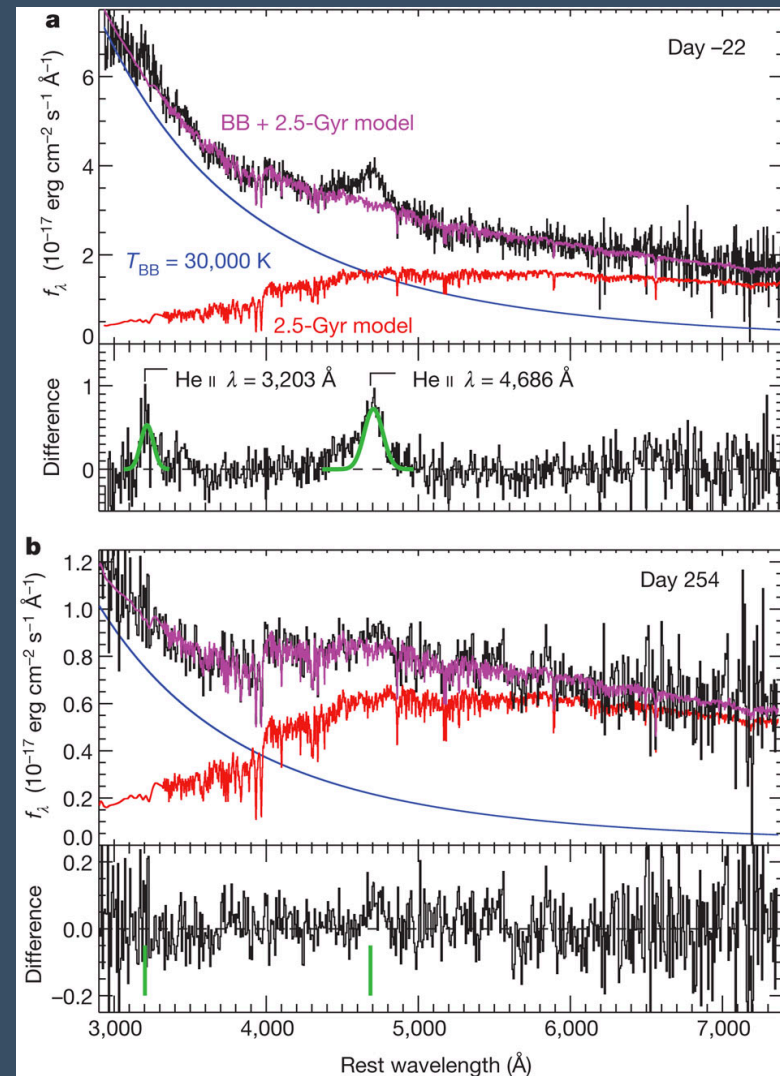 a
Day −22
BB + 2.5-Gyr model
T_BB = 30,000 K
2.5-Gyr model
f_λ (10⁻¹⁷ erg cm⁻² s⁻¹ Å⁻¹)
6
4
2
0
He II λ = 3,203 Å
He II λ = 4,686 Å
Difference
1
0
b
Day 254
f_λ (10⁻¹⁷ erg cm⁻² s⁻¹ Å⁻¹)
1.2
1.0
0.8
0.6
0.4
0.2
0.0
Difference
0.2
0.0
−0.2
3,000 4,000 5,000 6,000 7,000
Rest wavelength (Å)